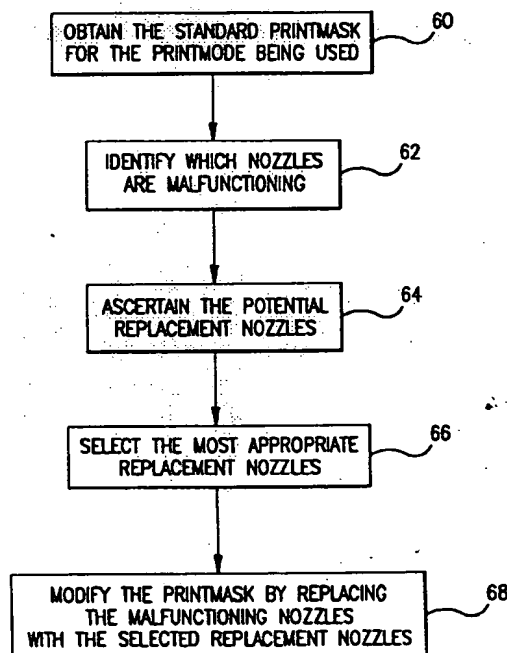 OBTAIN THE STANDARD PRINTMASK
FOR THE PRINTMODE BEING USED
60
IDENTIFY WHICH NOZZLES
ARE MALFUNCTIONING
62
ASCERTAIN THE POTENTIAL
REPLACEMENT NOZZLES
64
SELECT THE MOST APPROPRIATE
REPLACEMENT NOZZLES
66
MODIFY THE PRINTMASK BY REPLACING
THE MALFUNCTIONING NOZZLES
WITH THE SELECTED REPLACEMENT NOZZLES
68